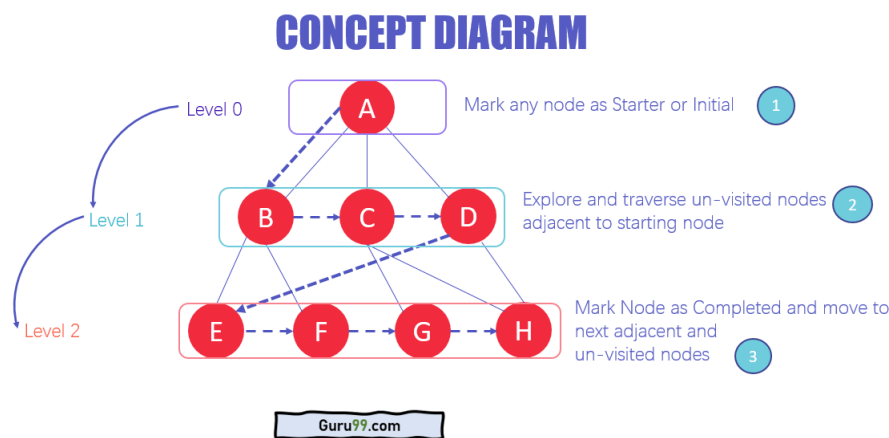 CONCEPT DIAGRAM
Level 0
A
Mark any node as Starter or Initial
1
Level 1
B
C
D
Explore and traverse un-visited nodes
adjacent to starting node
2
Level 2
E
F
G
H
Mark Node as Completed and move to
next adjacent and
un-visited nodes
3
Guru99.com